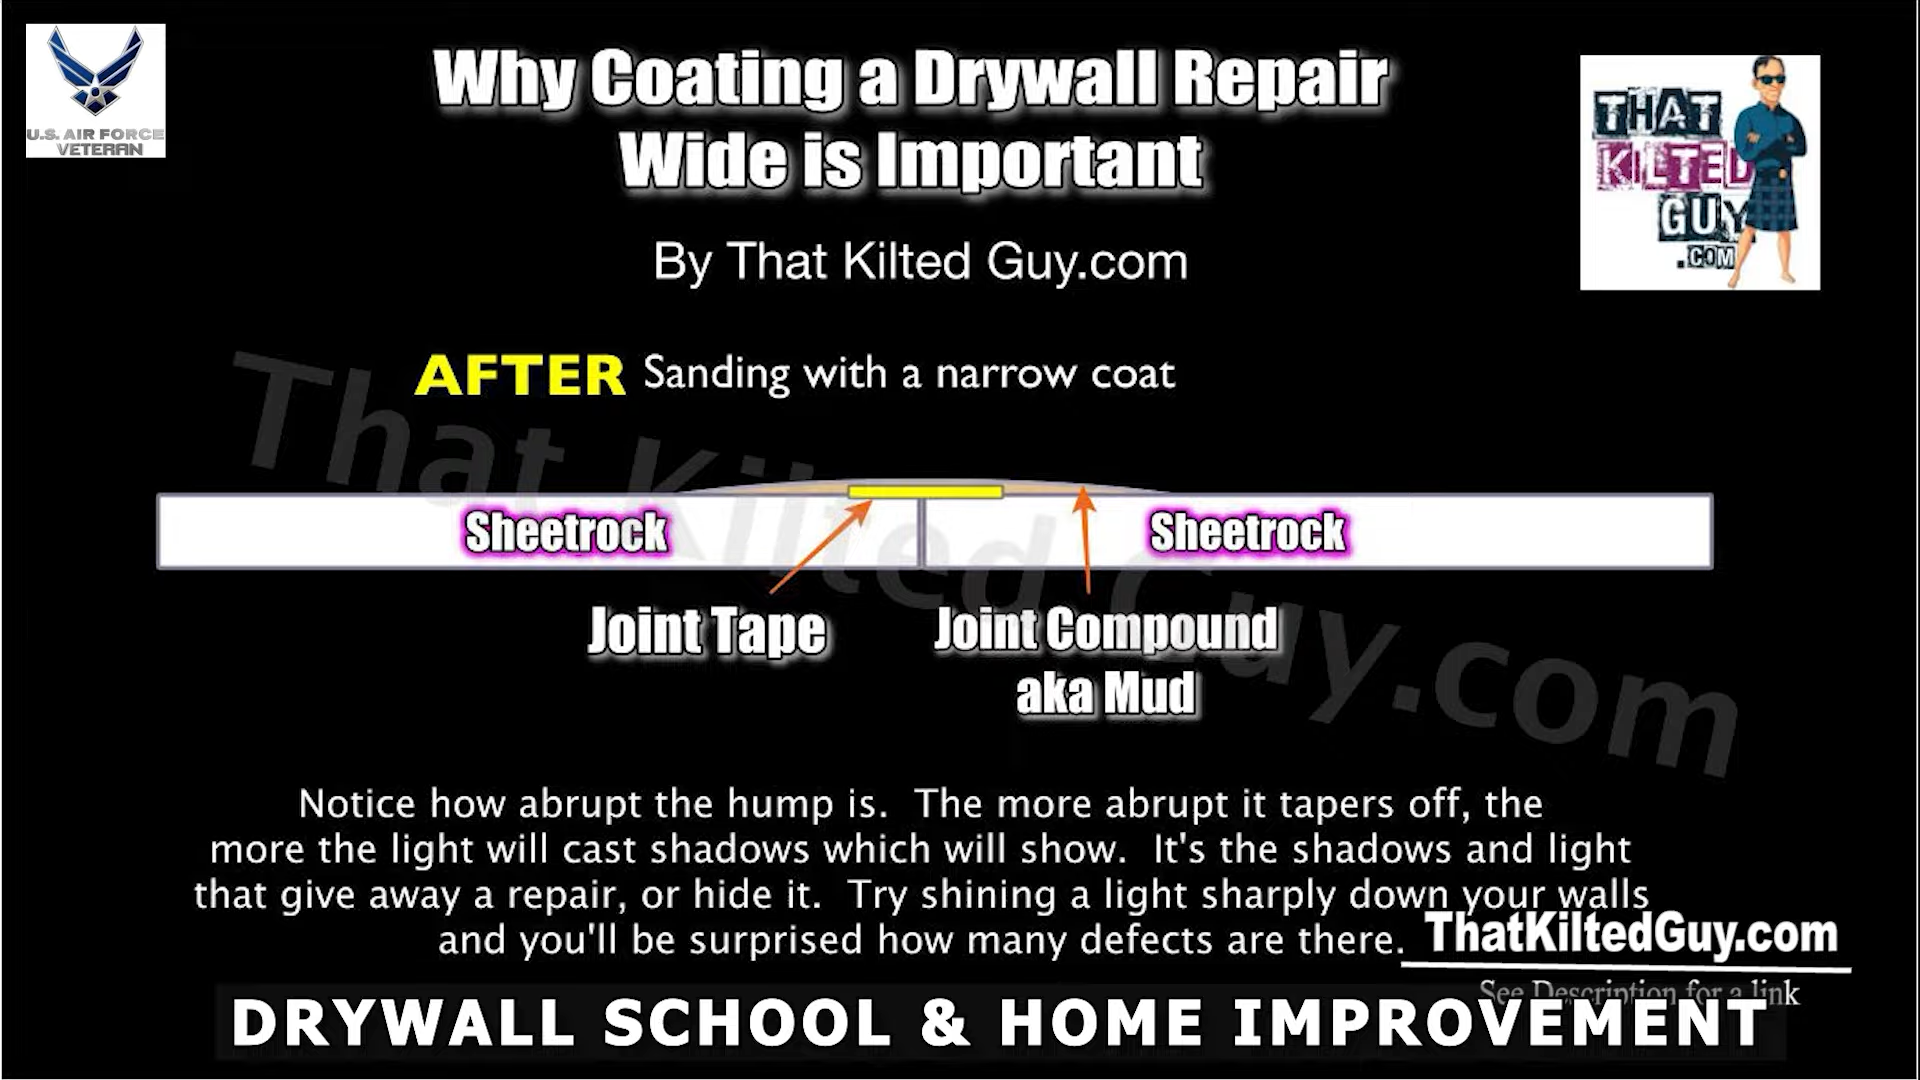 U.S. AIR FORCE
VETERAN
Why Coating a Drywall Repair
Wide is Important
By That Kilted Guy.com
THAT
KILTED
GUY
.COM
AFTER Sanding with a narrow coat
That Kilted Guy.com
Sheetrock
Sheetrock
Joint Tape
Joint Compound
aka Mud
Notice how abrupt the hump is. The more abrupt it tapers off, the
more the light will cast shadows which will show. It's the shadows and light
that give away a repair, or hide it. Try shining a light sharply down your walls
and you'll be surprised how many defects are there.
ThatKiltedGuy.com
See Description for a link
DRYWALL SCHOOL & HOME IMPROVEMENT